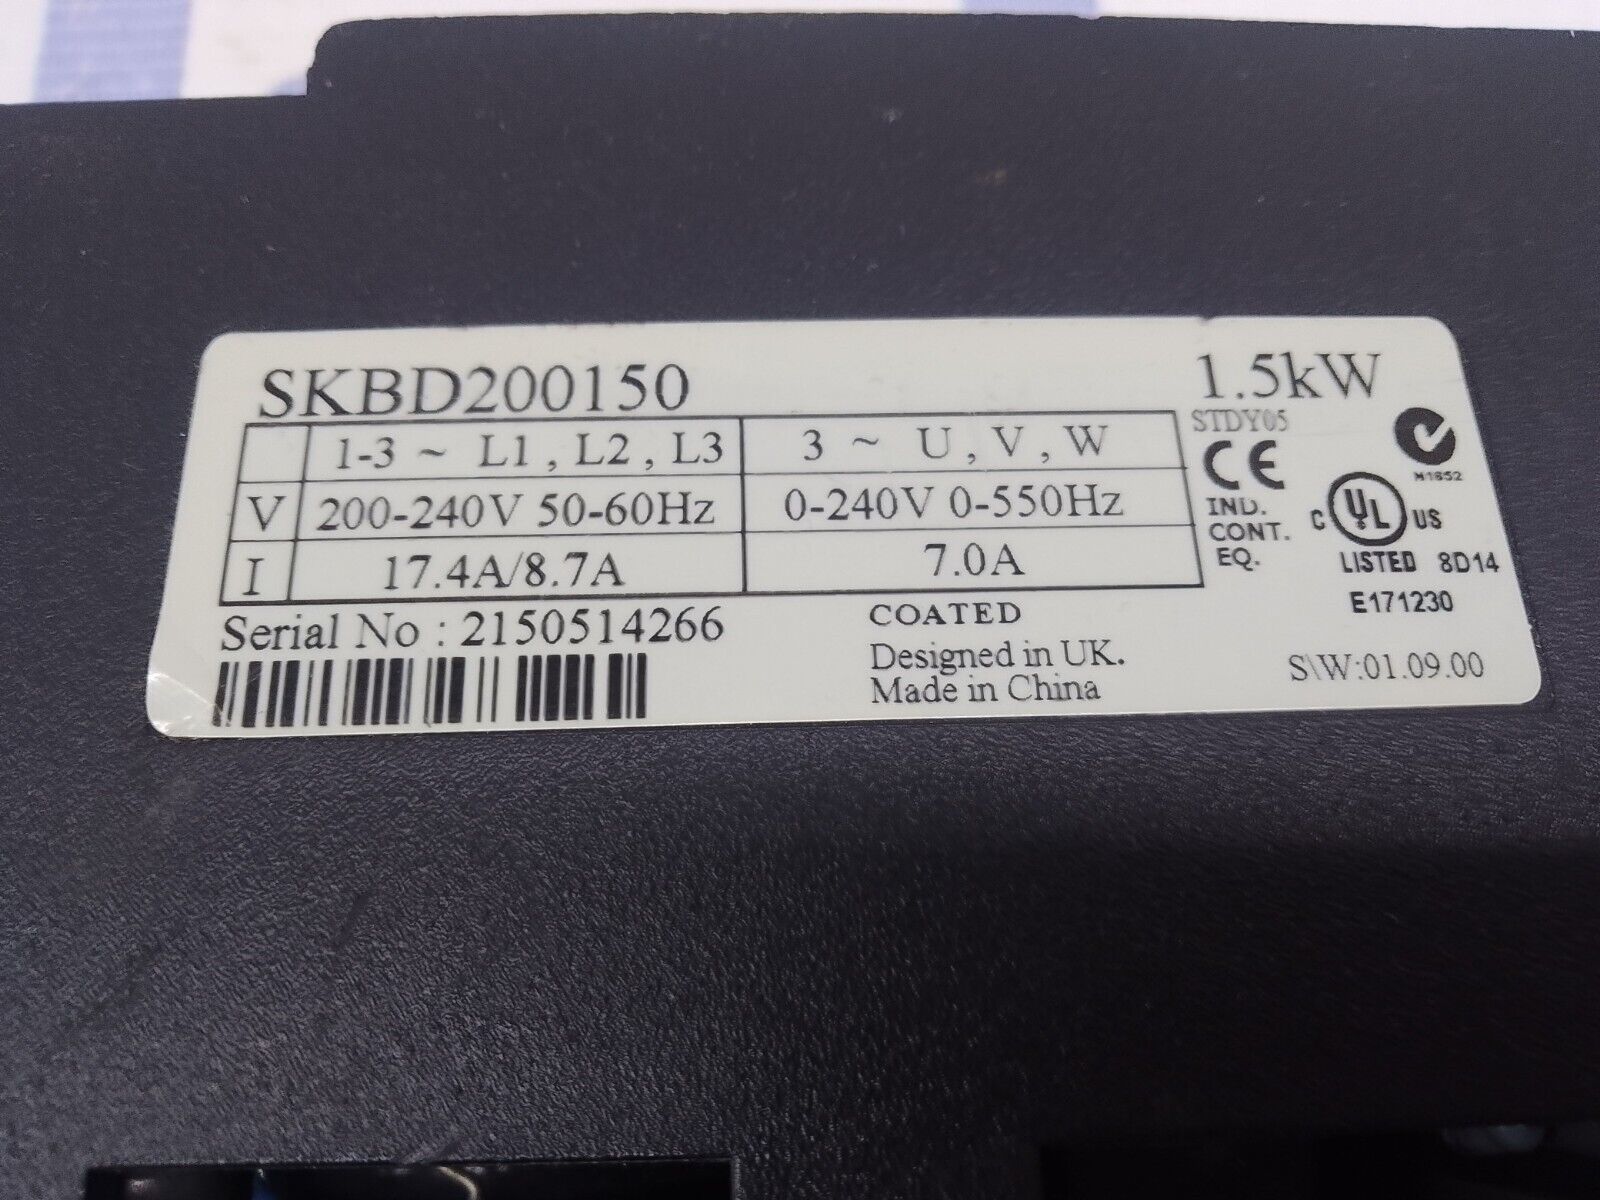 SKBD200150 1.5kW
STDY05
1-3 ~ L1 , L2 , L3 3 ~ U , V , W
V 200-240V 50-60Hz 0-240V 0-550Hz
I 17.4A/8.7A 7.0A
CE
IND.
CONT.
EQ.
N1852
C UL US
LISTED 8D14
E171230
Serial No : 2150514266
COATED
Designed in UK.
Made in China
S\W:01.09.00